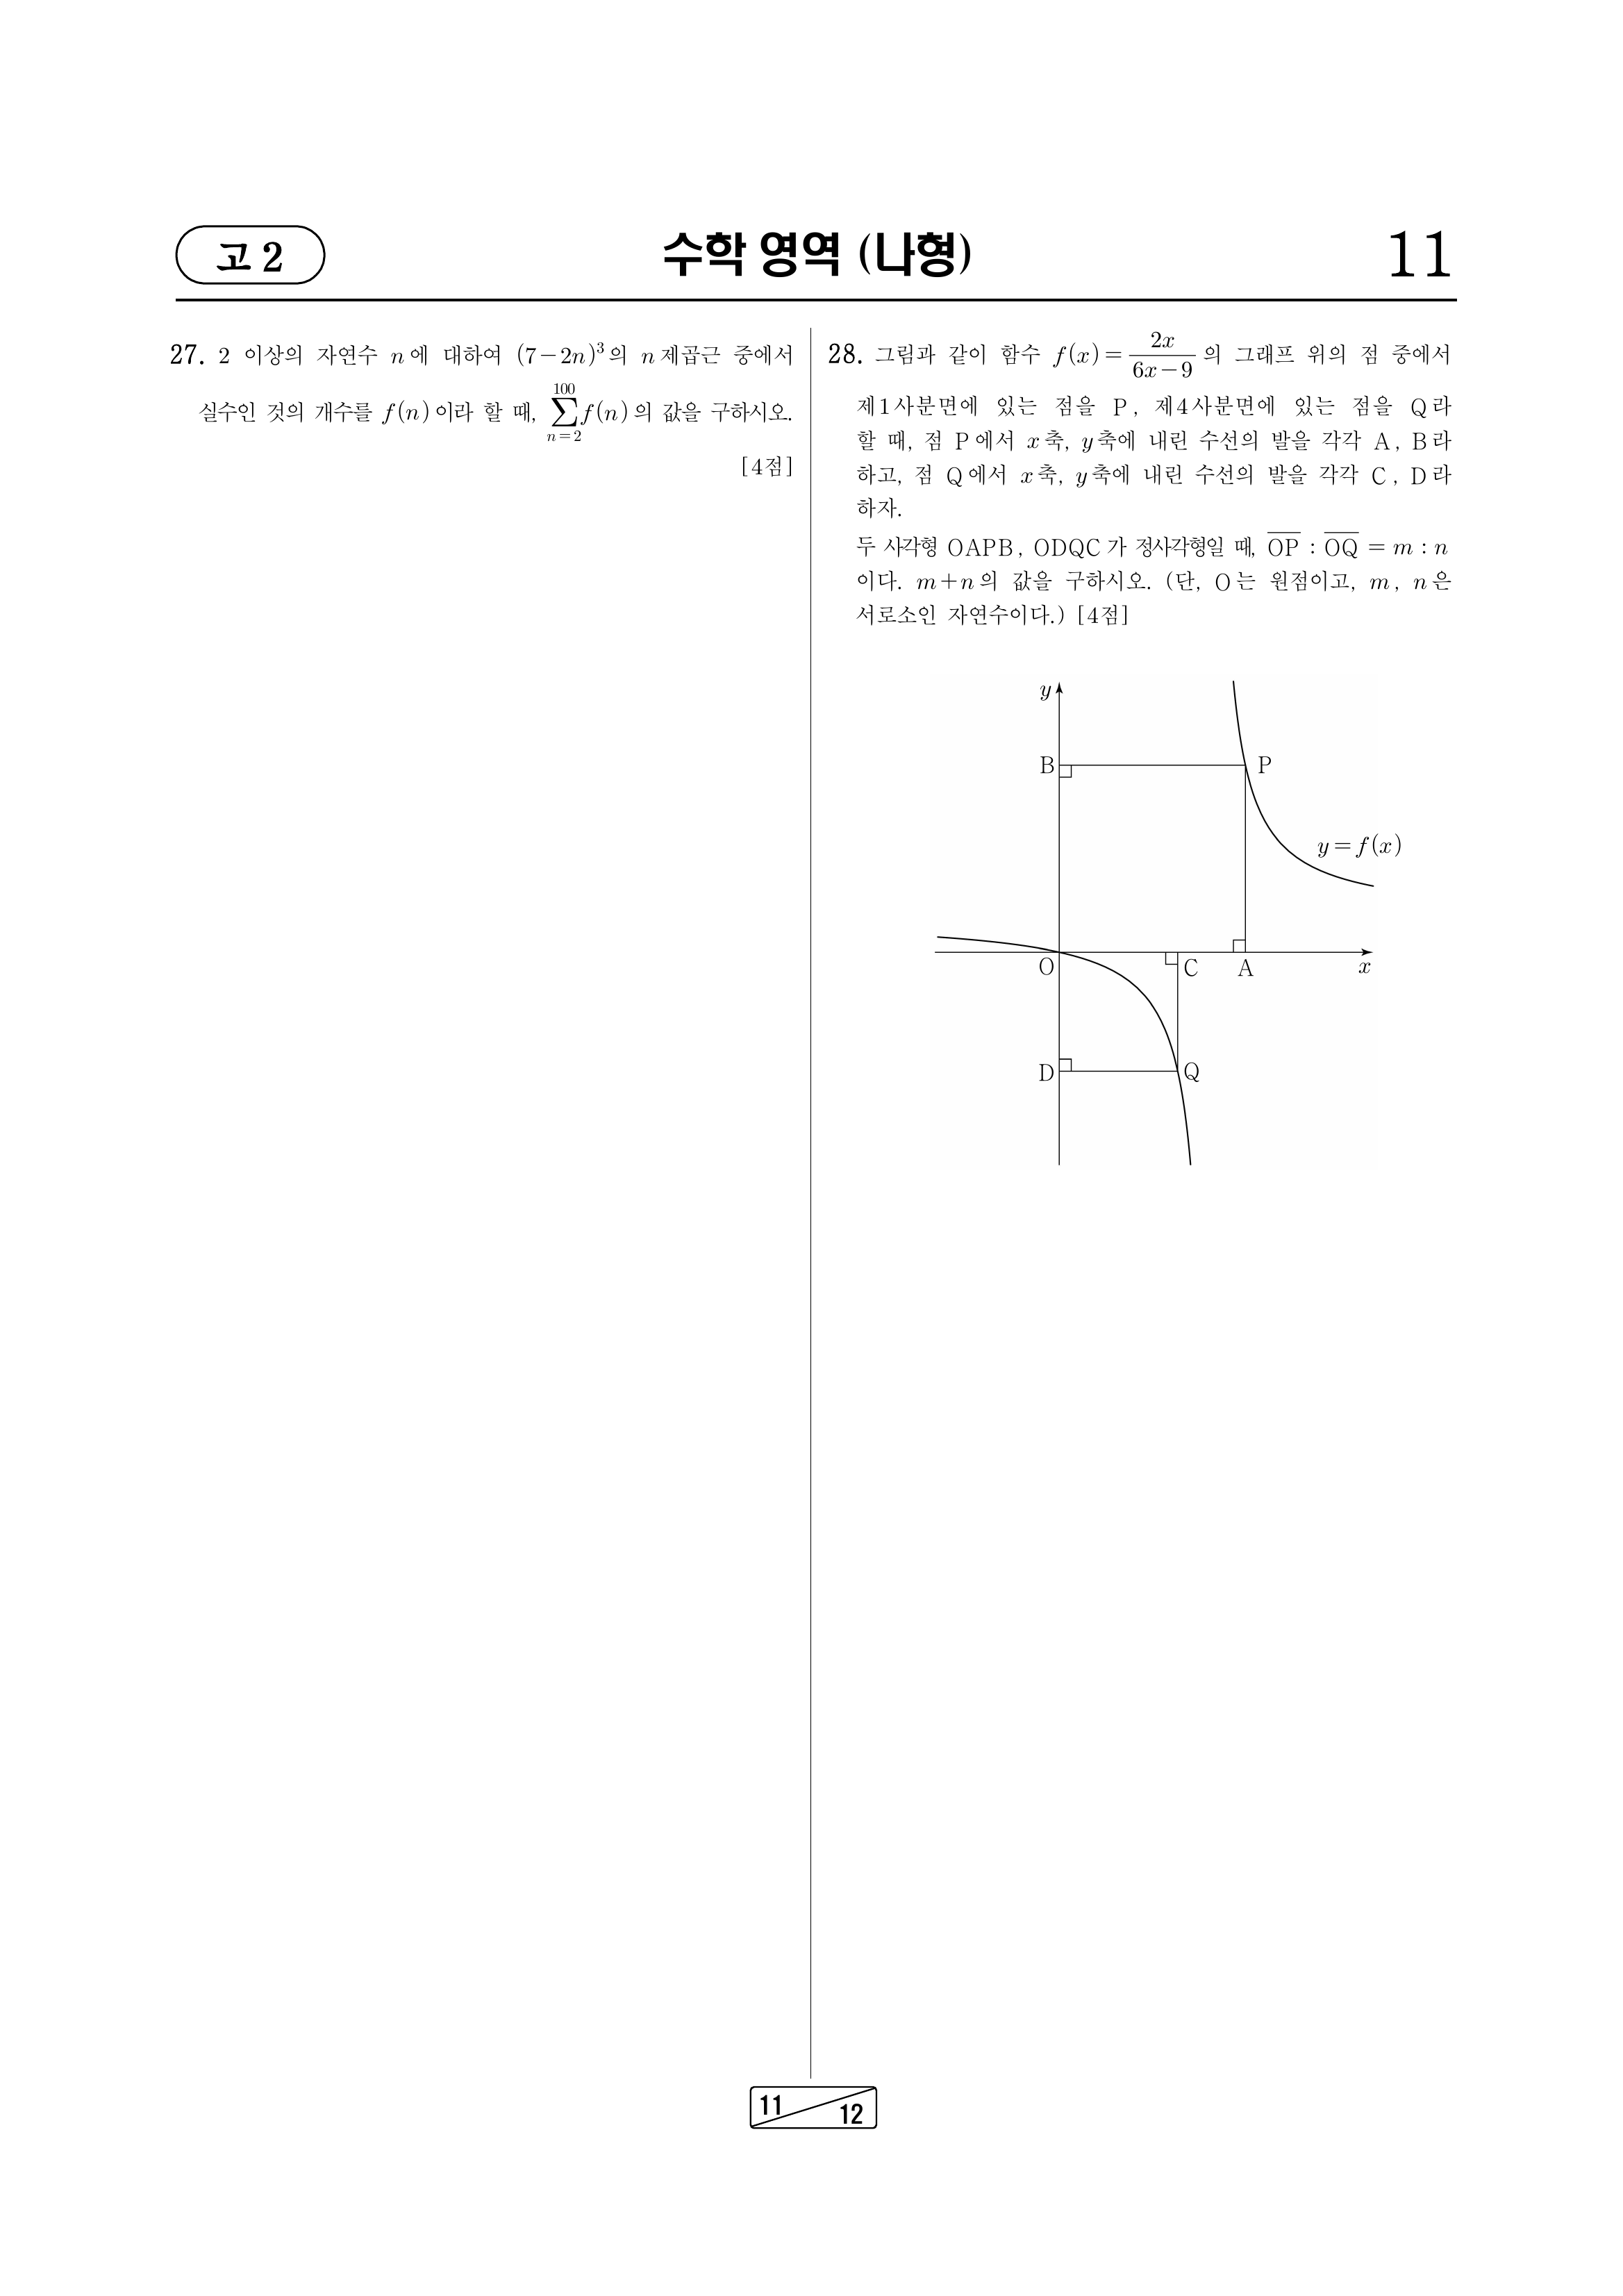 고 2
수학 영역 (나형)
11
27. 2 이상의 자연수 n에 대하여 (7-2n)³의 n제곱근 중에서
실수인 것의 개수를 f(n)이라 할 때, \sum_{n=2}^{100} f(n)의 값을 구하시오.
[4점]
28. 그림과 같이 함수 f(x)=\frac{2x}{6x-9}의 그래프 위의 점 중에서
제1사분면에 있는 점을 P, 제4사분면에 있는 점을 Q라
할 때, 점 P에서 x축, y축에 내린 수선의 발을 각각 A, B라
하고, 점 Q에서 x축, y축에 내린 수선의 발을 각각 C, D라
하자.
두 사각형 OAPB, ODQC가 정사각형일 때, \overline{OP} : \overline{OQ} = m : n
이다. m+n의 값을 구하시오. (단, O는 원점이고, m, n은
서로소인 자연수이다.) [4점]
y
B
P
y=f(x)
O
C
A
x
D
Q
11
12